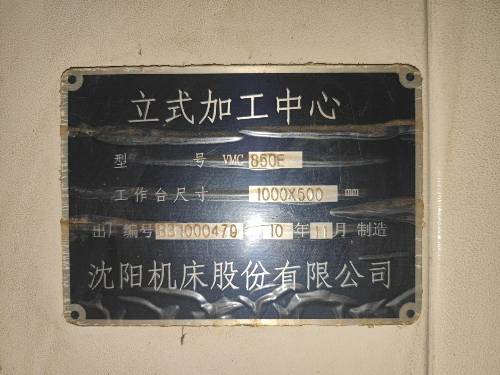 立式加工中心
型 号 VMC 850E
工作台尺寸 1000X500 mm
出厂编号 R31000479 10 年 11 月 制造
沈阳机床股份有限公司